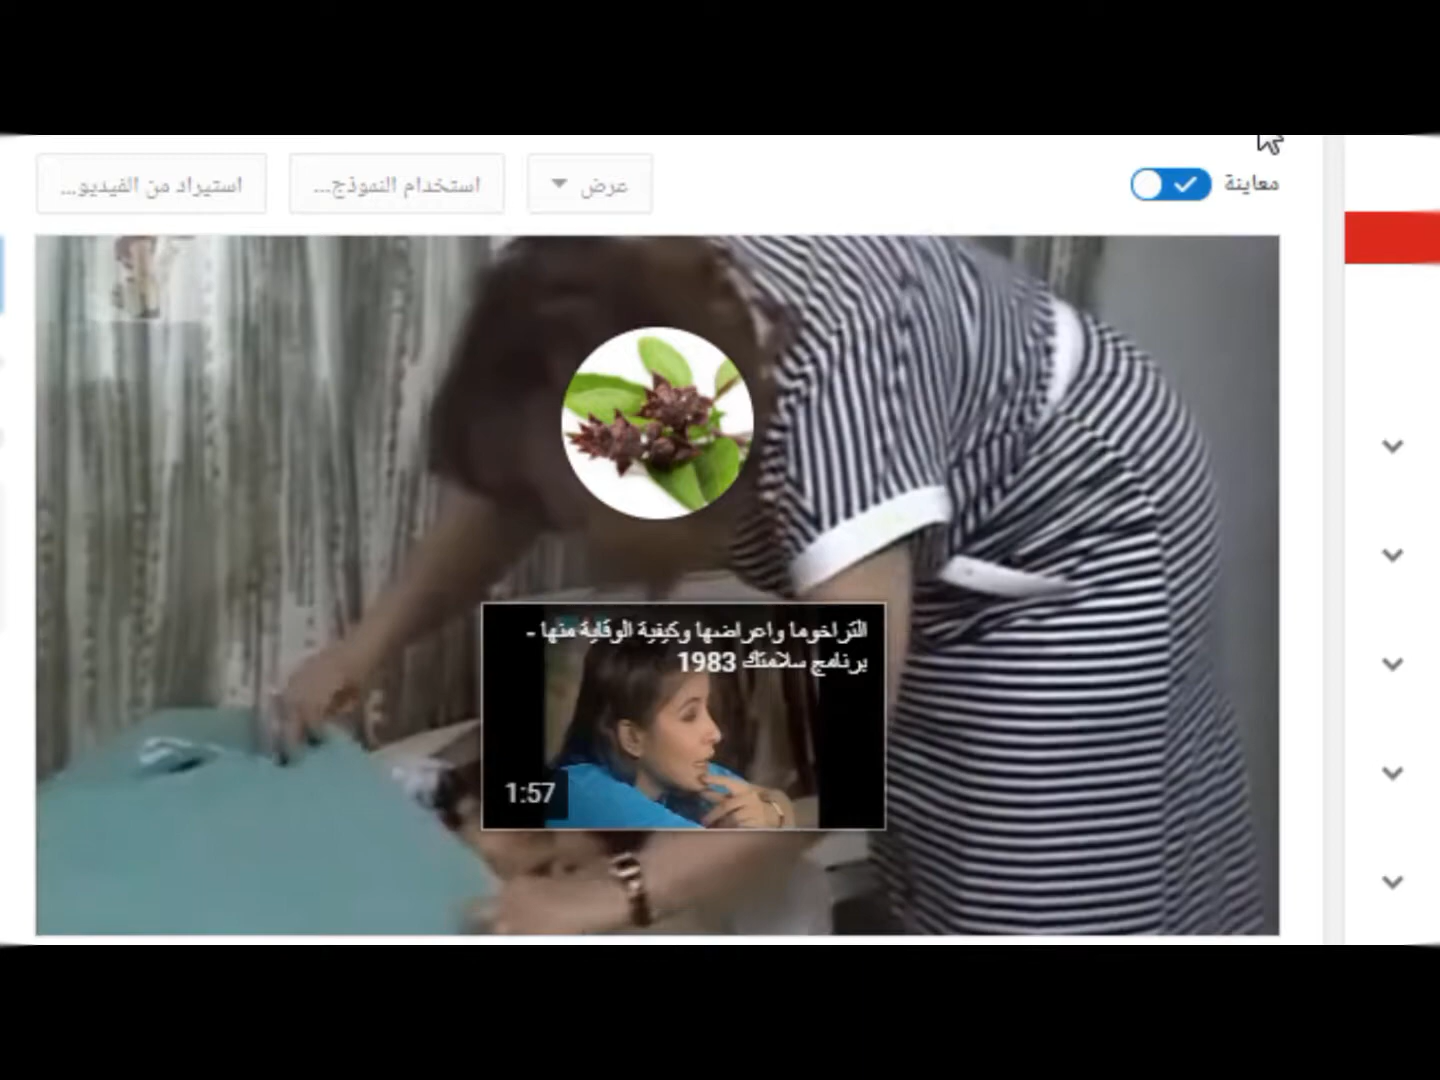 معاينة
عرض
استخدام النموذج...
استيراد من الفيديو...
التراخوما واعراضها وكيفية الوقاية منها -
برنامج سلامتك 1983
1:57